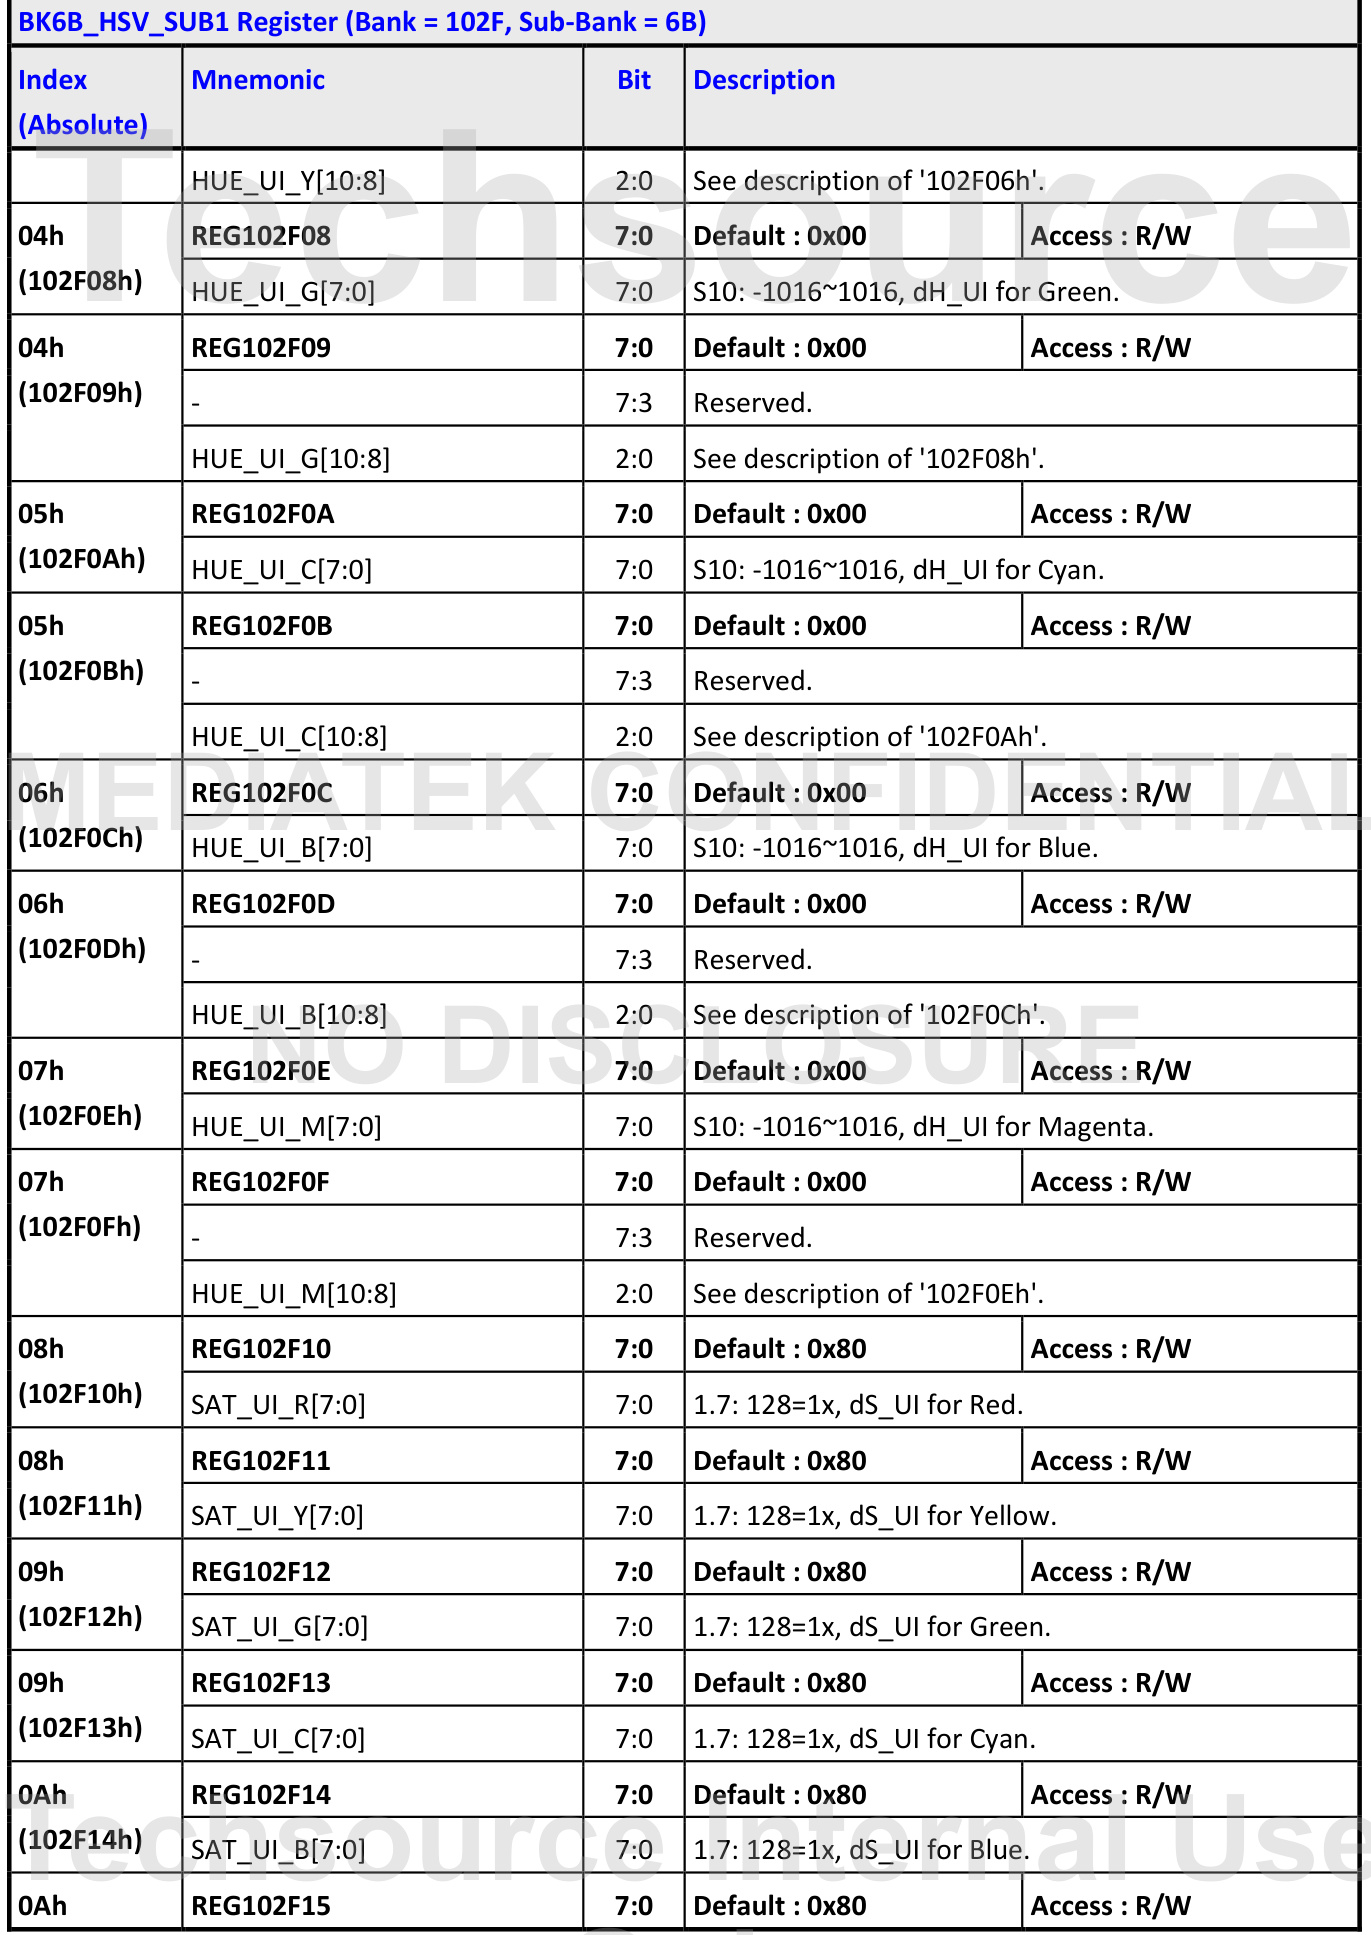 BK6B_HSV_SUB1 Register (Bank = 102F, Sub-Bank = 6B)
Index (Absolute) Mnemonic Bit Description
HUE_UI_Y[10:8] 2:0 See description of '102F06h'.
04h (102F08h) REG102F08 7:0 Default : 0x00 Access : R/W
HUE_UI_G[7:0] 7:0 S10: -1016~1016, dH_UI for Green.
04h (102F09h) REG102F09 7:0 Default : 0x00 Access : R/W
- 7:3 Reserved.
HUE_UI_G[10:8] 2:0 See description of '102F08h'.
05h (102F0Ah) REG102F0A 7:0 Default : 0x00 Access : R/W
HUE_UI_C[7:0] 7:0 S10: -1016~1016, dH_UI for Cyan.
05h (102F0Bh) REG102F0B 7:0 Default : 0x00 Access : R/W
- 7:3 Reserved.
HUE_UI_C[10:8] 2:0 See description of '102F0Ah'.
06h (102F0Ch) REG102F0C 7:0 Default : 0x00 Access : R/W
HUE_UI_B[7:0] 7:0 S10: -1016~1016, dH_UI for Blue.
06h (102F0Dh) REG102F0D 7:0 Default : 0x00 Access : R/W
- 7:3 Reserved.
HUE_UI_B[10:8] 2:0 See description of '102F0Ch'.
07h (102F0Eh) REG102F0E 7:0 Default : 0x00 Access : R/W
HUE_UI_M[7:0] 7:0 S10: -1016~1016, dH_UI for Magenta.
07h (102F0Fh) REG102F0F 7:0 Default : 0x00 Access : R/W
- 7:3 Reserved.
HUE_UI_M[10:8] 2:0 See description of '102F0Eh'.
08h (102F10h) REG102F10 7:0 Default : 0x80 Access : R/W
SAT_UI_R[7:0] 7:0 1.7: 128=1x, dS_UI for Red.
08h (102F11h) REG102F11 7:0 Default : 0x80 Access : R/W
SAT_UI_Y[7:0] 7:0 1.7: 128=1x, dS_UI for Yellow.
09h (102F12h) REG102F12 7:0 Default : 0x80 Access : R/W
SAT_UI_G[7:0] 7:0 1.7: 128=1x, dS_UI for Green.
09h (102F13h) REG102F13 7:0 Default : 0x80 Access : R/W
SAT_UI_C[7:0] 7:0 1.7: 128=1x, dS_UI for Cyan.
0Ah (102F14h) REG102F14 7:0 Default : 0x80 Access : R/W
SAT_UI_B[7:0] 7:0 1.7: 128=1x, dS_UI for Blue.
0Ah REG102F15 7:0 Default : 0x80 Access : R/W
Techsource
MEDIATEK CONFIDENTIAL
NO DISCLOSURE
Techsource Internal Use